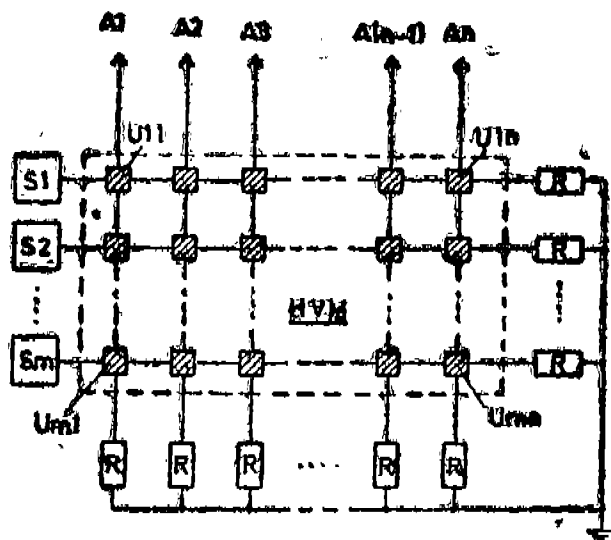 A1 A2 A3 A(n-1) An
U11 U1n
S1 R
S2 R
Sm R
Um1 Umn
R R R R R